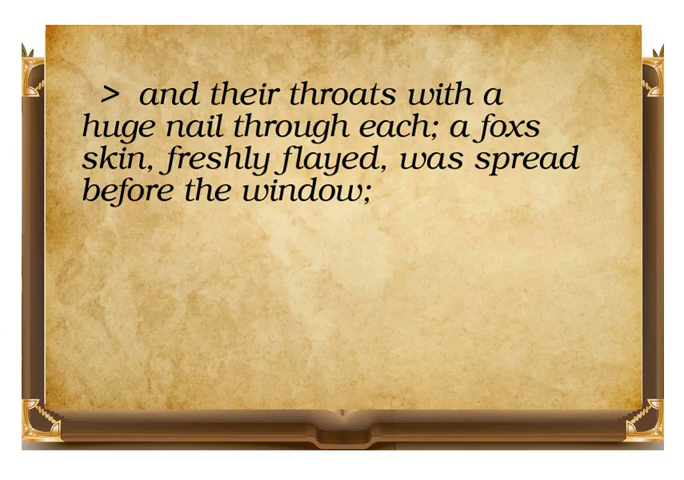 > and their throats with a
huge nail through each; a foxs
skin, freshly flayed, was spread
before the window;